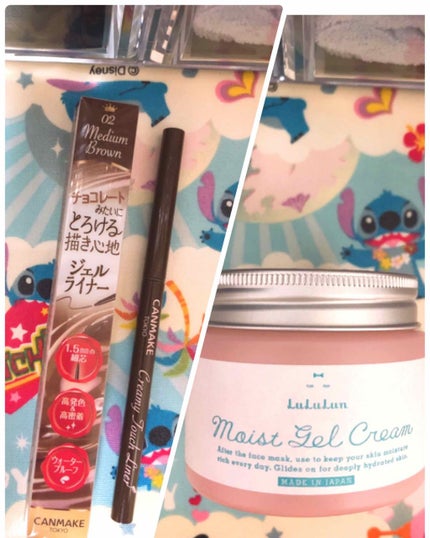 © Disney
02
Medium
Brown
チョコレート
みたいに
とろける
描き心地
ジェル
ライナー
1.5mmの
細芯
高発色
&
高密着
ウォーター
プルーフ
CANMAKE
TOKYO
CANMAKE
TOKYO
Creamy Touch Liner
LuLuLun
Moist Gel Cream
After the face mask, use to keep your skin moisture
rich every day. Glides on for deeply hydrated skin.
MADE IN JAPAN